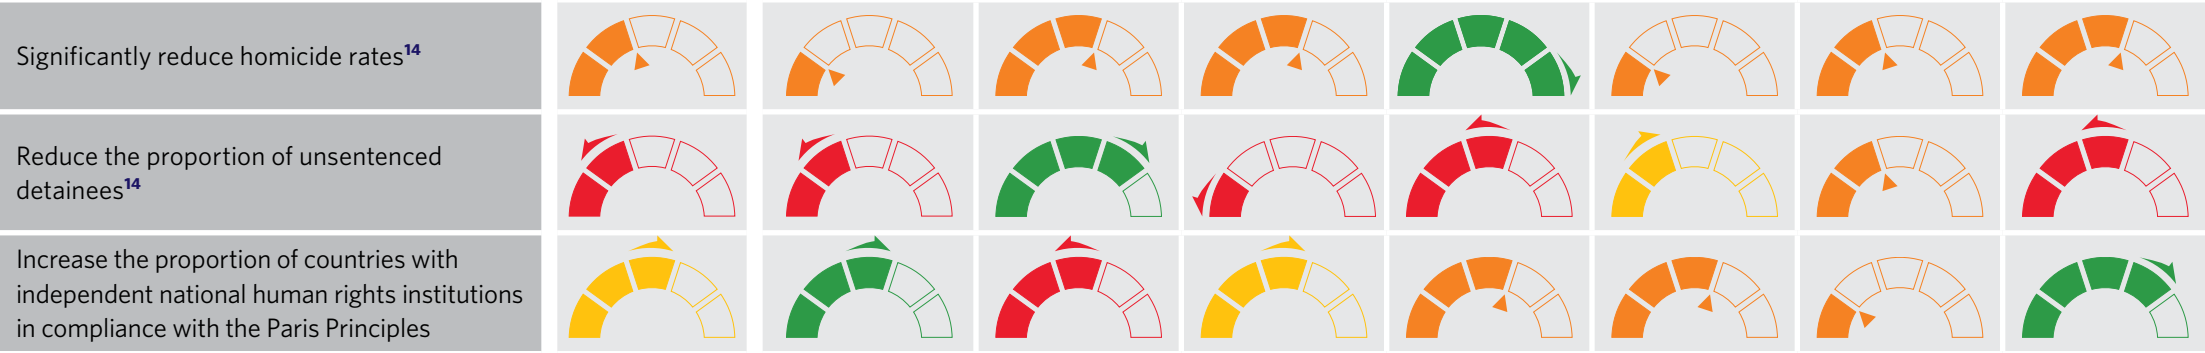 Significantly reduce homicide rates14
Reduce the proportion of unsentenced
detainees14
Increase the proportion of countries with
independent national human rights institutions
in compliance with the Paris Principles